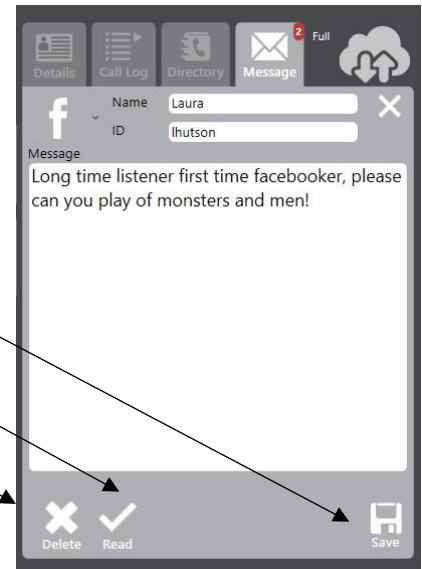 2 Full
Details Call Log Directory Message
f Name Laura
ID lhutson
Message
Long time listener first time facebooker, please
can you play of monsters and men!
Delete Read Save